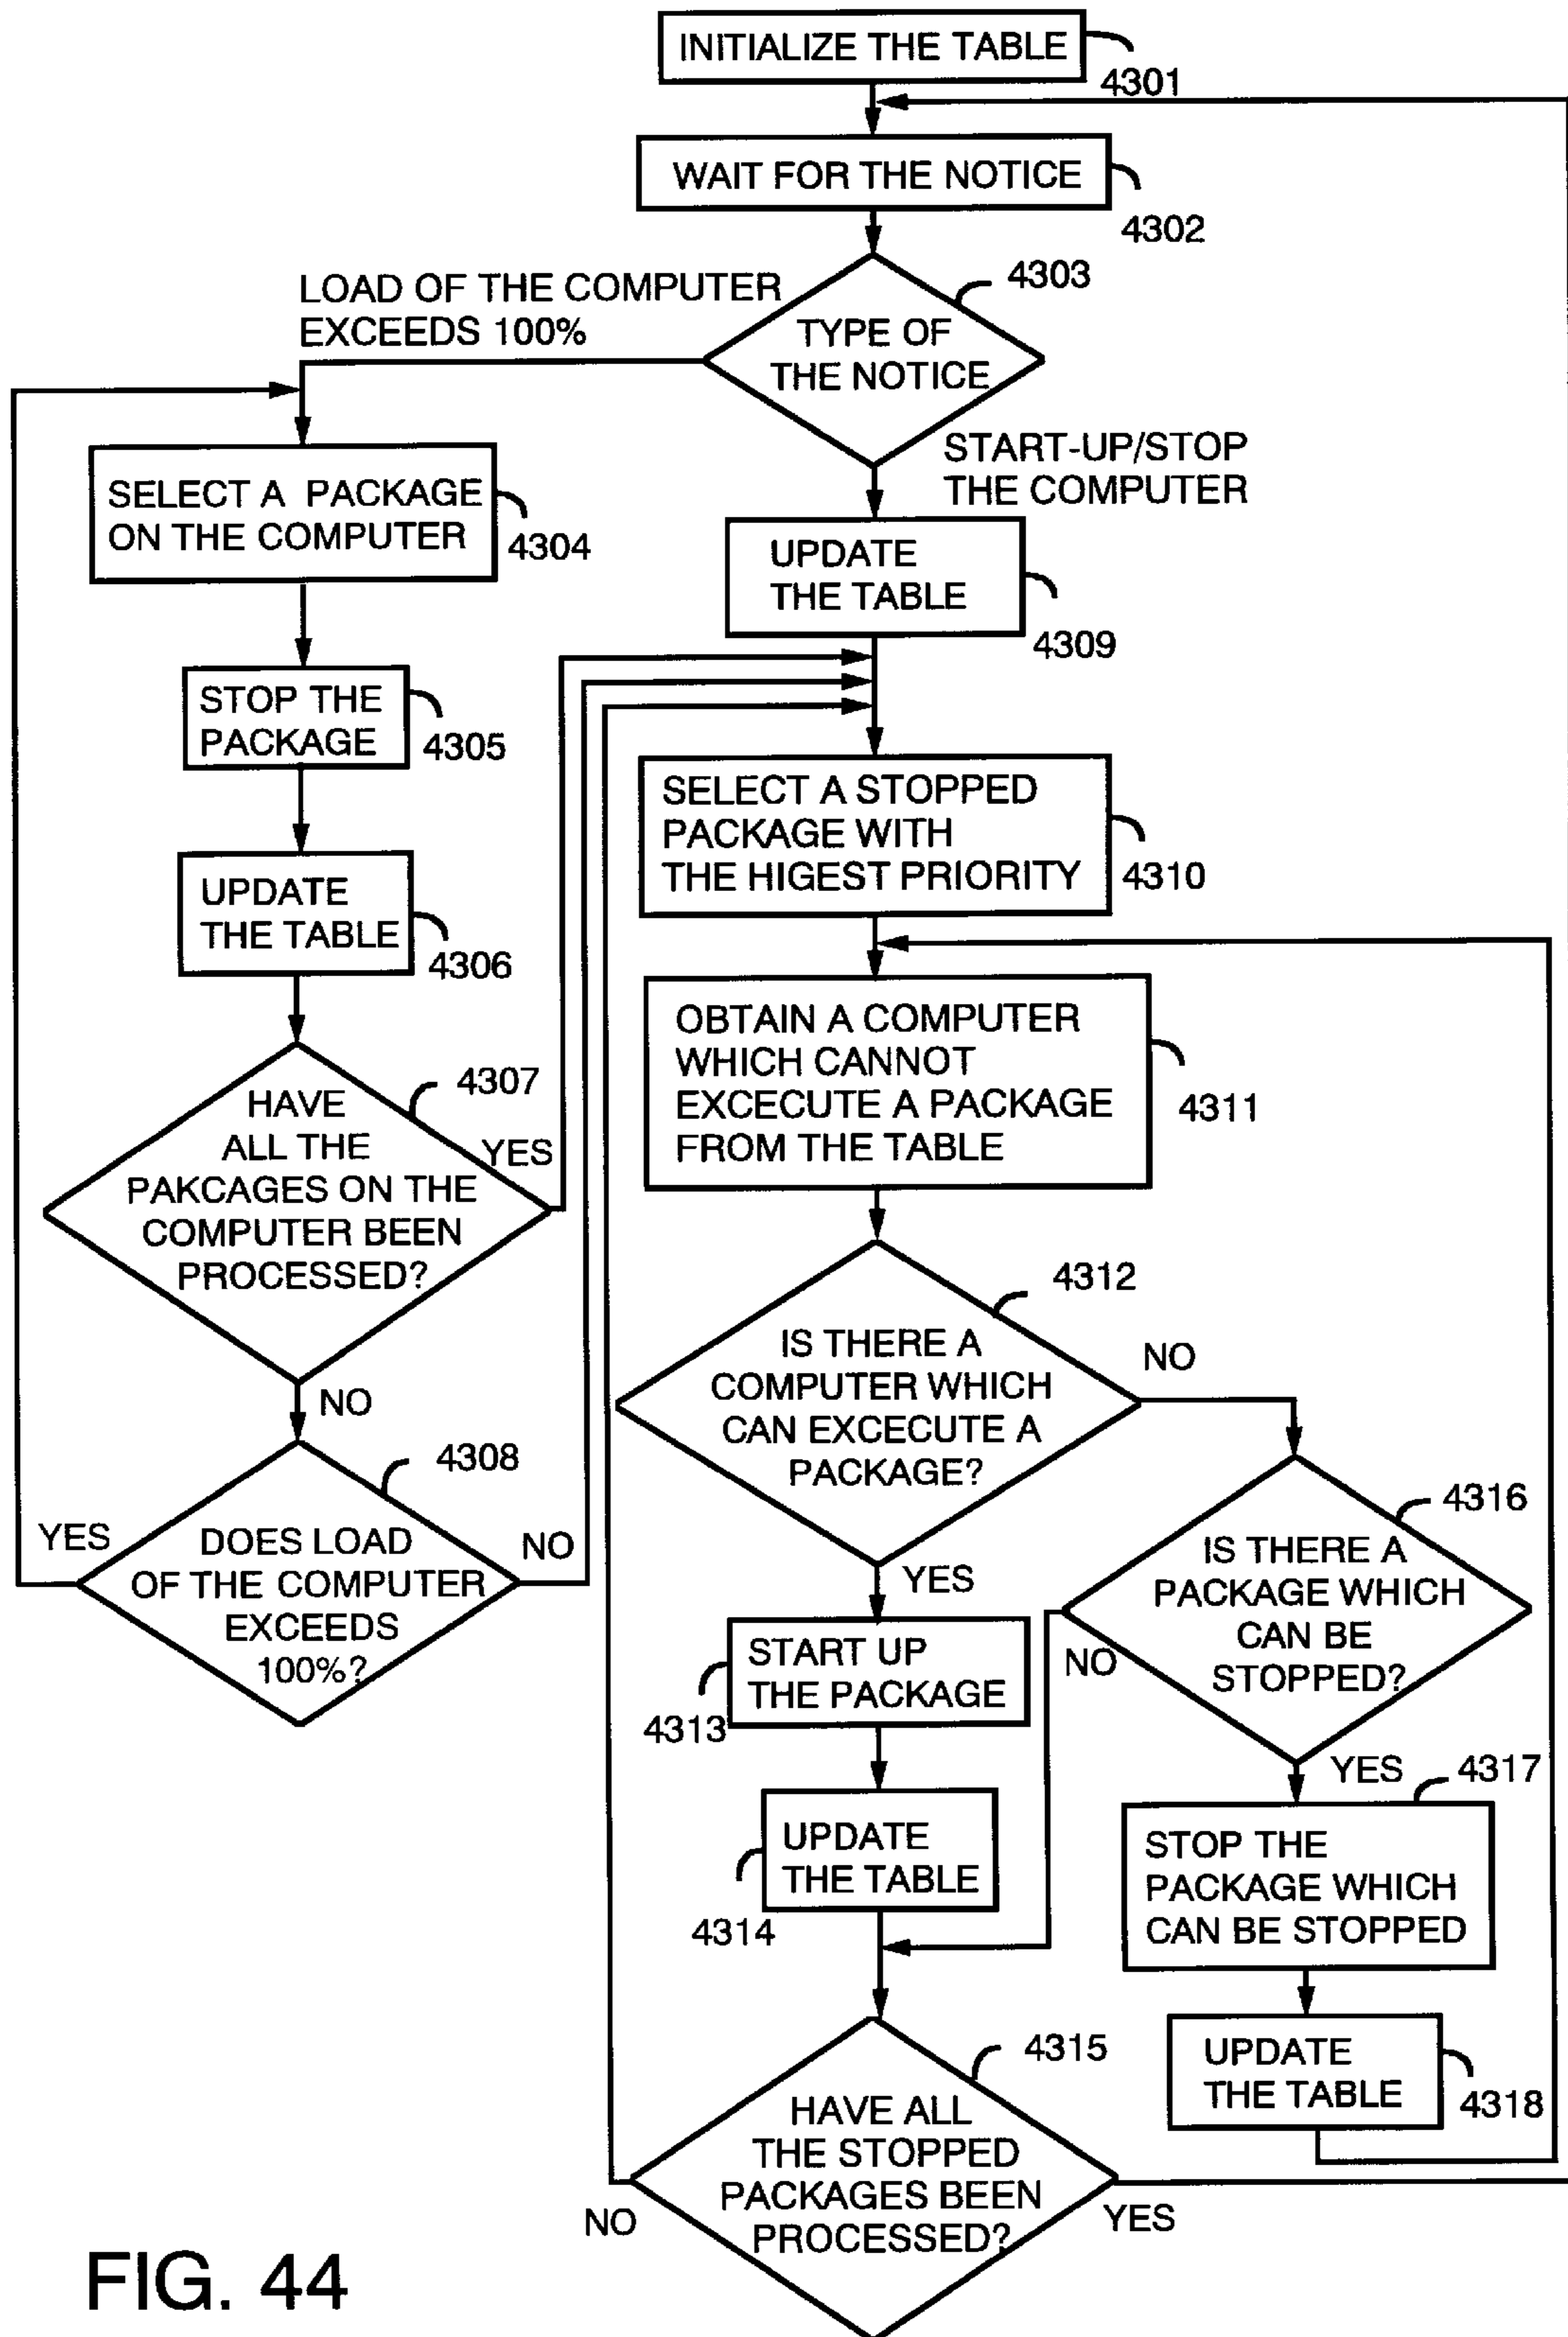 INITIALIZE THE TABLE
4301
WAIT FOR THE NOTICE
4302
4303
LOAD OF THE COMPUTER
EXCEEDS 100%
TYPE OF
THE NOTICE
START-UP/STOP
THE COMPUTER
SELECT A PACKAGE
ON THE COMPUTER
4304
UPDATE
THE TABLE
4309
STOP THE
PACKAGE
4305
SELECT A STOPPED
PACKAGE WITH
THE HIGEST PRIORITY
4310
UPDATE
THE TABLE
4306
OBTAIN A COMPUTER
WHICH CANNOT
EXCECUTE A PACKAGE
FROM THE TABLE
4311
4307
HAVE
ALL THE
PAKCAGES ON THE
COMPUTER BEEN
PROCESSED?
YES
NO
4312
IS THERE A
COMPUTER WHICH
CAN EXCECUTE A
PACKAGE?
NO
YES
4308
DOES LOAD
OF THE COMPUTER
EXCEEDS
100%?
YES
NO
4316
IS THERE A
PACKAGE WHICH
CAN BE
STOPPED?
NO
YES
START UP
THE PACKAGE
4313
4317
STOP THE
PACKAGE WHICH
CAN BE STOPPED
UPDATE
THE TABLE
4314
UPDATE
THE TABLE
4318
4315
HAVE ALL
THE STOPPED
PACKAGES BEEN
PROCESSED?
NO
YES
FIG. 44